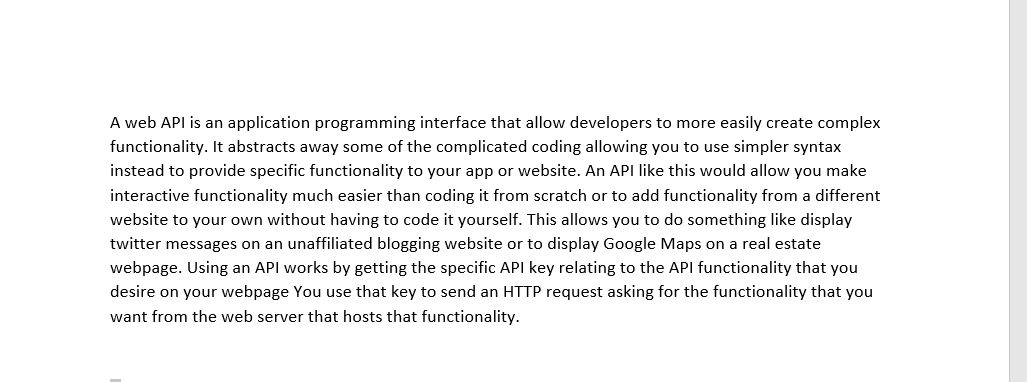 A web API is an application programming interface that allow developers to more easily create complex
functionality. It abstracts away some of the complicated coding allowing you to use simpler syntax
instead to provide specific functionality to your app or website. An API like this would allow you make
interactive functionality much easier than coding it from scratch or to add functionality from a different
website to your own without having to code it yourself. This allows you to do something like display
twitter messages on an unaffiliated blogging website or to display Google Maps on a real estate
webpage. Using an API works by getting the specific API key relating to the API functionality that you
desire on your webpage You use that key to send an HTTP request asking for the functionality that you
want from the web server that hosts that functionality.